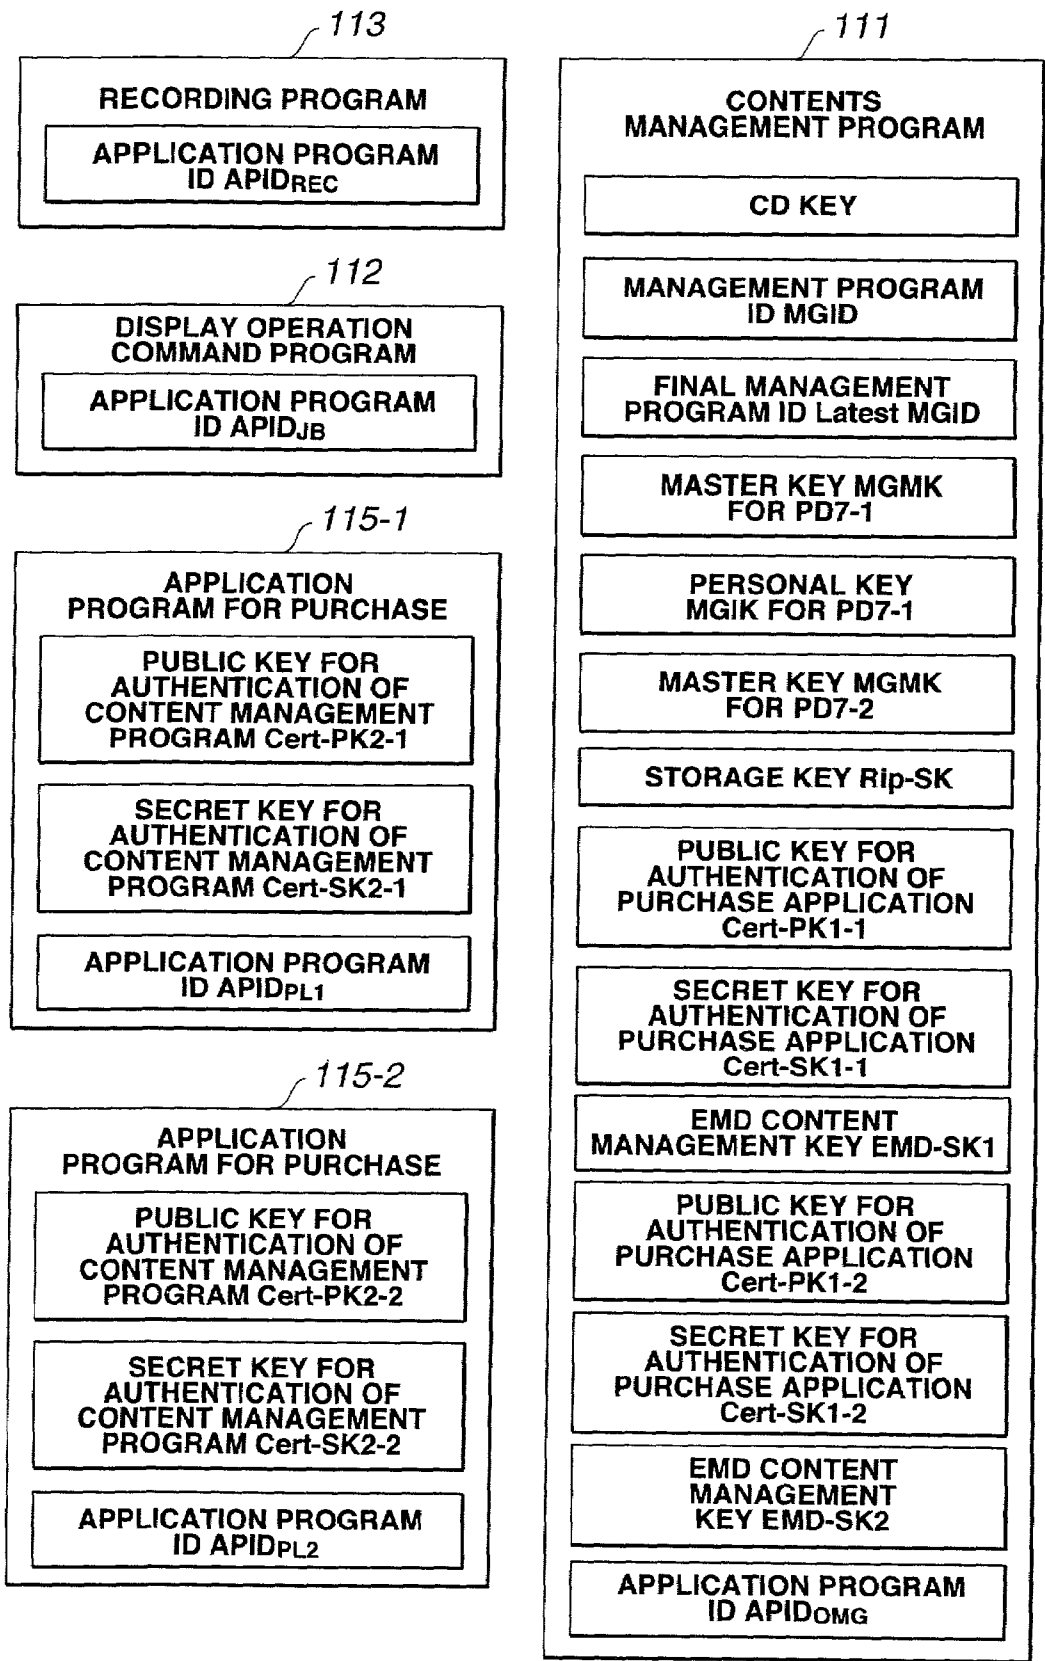 113
RECORDING PROGRAM
APPLICATION PROGRAM
ID APIDREC
112
DISPLAY OPERATION
COMMAND PROGRAM
APPLICATION PROGRAM
ID APIDJB
115-1
APPLICATION
PROGRAM FOR PURCHASE
PUBLIC KEY FOR
AUTHENTICATION OF
CONTENT MANAGEMENT
PROGRAM Cert-PK2-1
SECRET KEY FOR
AUTHENTICATION OF
CONTENT MANAGEMENT
PROGRAM Cert-SK2-1
APPLICATION PROGRAM
ID APIDPL1
115-2
APPLICATION
PROGRAM FOR PURCHASE
PUBLIC KEY FOR
AUTHENTICATION OF
CONTENT MANAGEMENT
PROGRAM Cert-PK2-2
SECRET KEY FOR
AUTHENTICATION OF
CONTENT MANAGEMENT
PROGRAM Cert-SK2-2
APPLICATION PROGRAM
ID APIDPL2
111
CONTENTS
MANAGEMENT PROGRAM
CD KEY
MANAGEMENT PROGRAM
ID MGID
FINAL MANAGEMENT
PROGRAM ID Latest MGID
MASTER KEY MGMK
FOR PD7-1
PERSONAL KEY
MGIK FOR PD7-1
MASTER KEY MGMK
FOR PD7-2
STORAGE KEY Rip-SK
PUBLIC KEY FOR
AUTHENTICATION OF
PURCHASE APPLICATION
Cert-PK1-1
SECRET KEY FOR
AUTHENTICATION OF
PURCHASE APPLICATION
Cert-SK1-1
EMD CONTENT
MANAGEMENT KEY EMD-SK1
PUBLIC KEY FOR
AUTHENTICATION OF
PURCHASE APPLICATION
Cert-PK1-2
SECRET KEY FOR
AUTHENTICATION OF
PURCHASE APPLICATION
Cert-SK1-2
EMD CONTENT
MANAGEMENT
KEY EMD-SK2
APPLICATION PROGRAM
ID APIDOMG